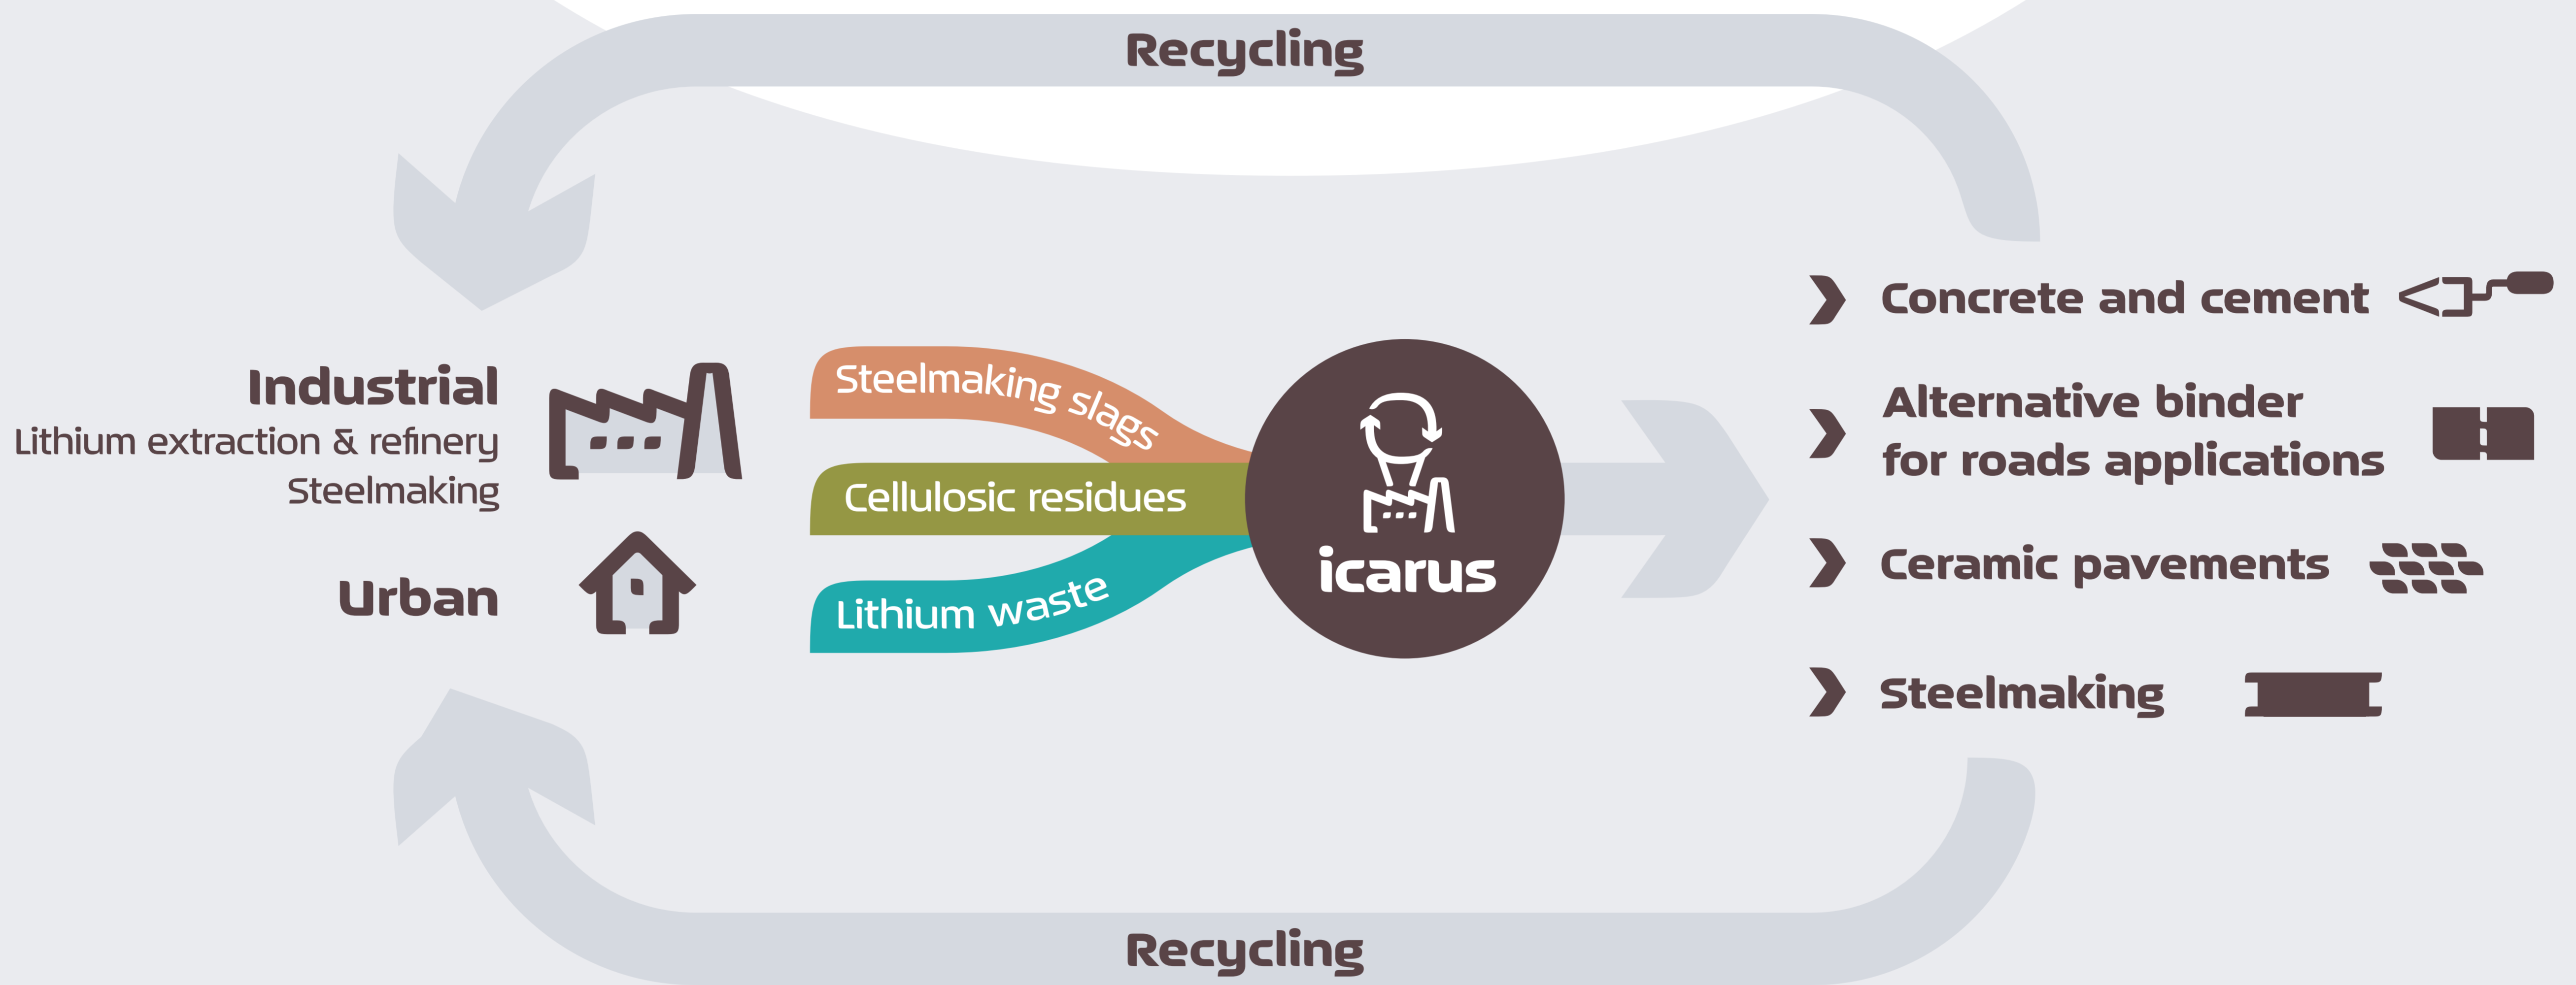 Recycling
Industrial
Lithium extraction & refinery
Steelmaking
Urban
Steelmaking slags
Cellulosic residues
Lithium waste
icarus
Concrete and cement
Alternative binder
for roads applications
Ceramic pavements
Steelmaking
Recycling